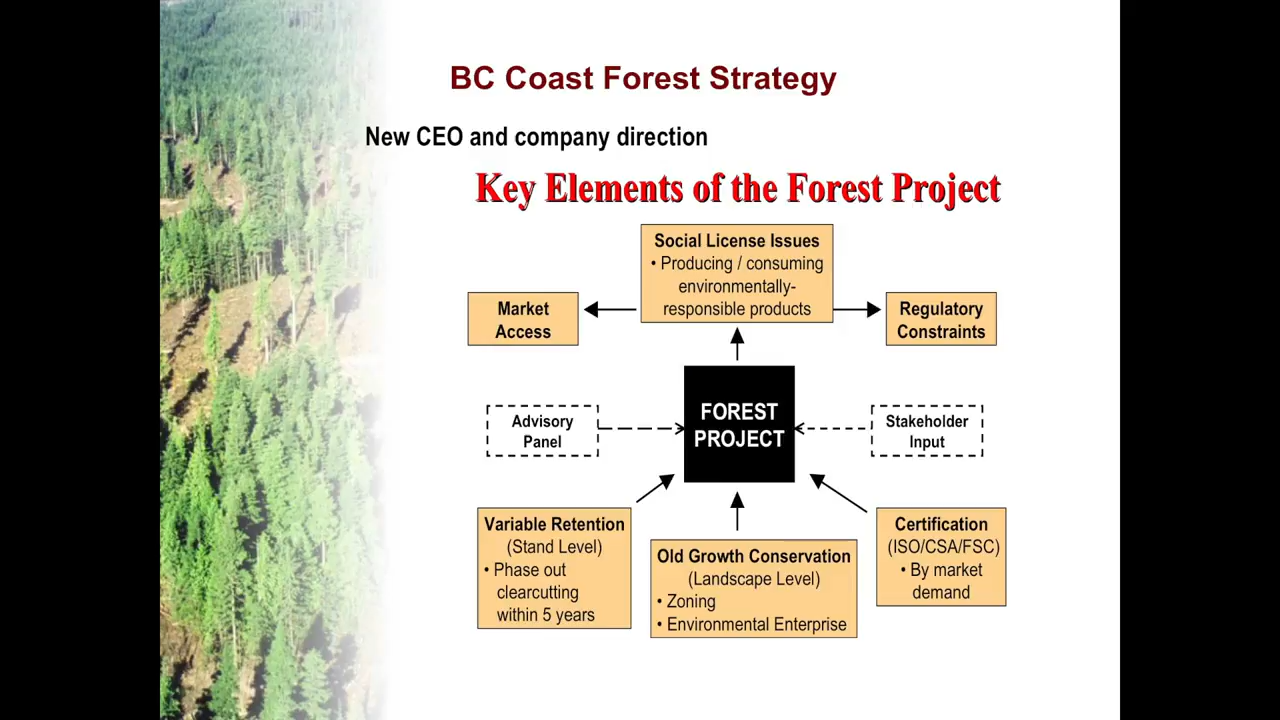 BC Coast Forest Strategy
New CEO and company direction
Key Elements of the Forest Project
Social License Issues
• Producing / consuming
environmentally-
responsible products
Market
Access
Regulatory
Constraints
FOREST
PROJECT
Advisory
Panel
Stakeholder
Input
Variable Retention
(Stand Level)
• Phase out
clearcutting
within 5 years
Old Growth Conservation
(Landscape Level)
• Zoning
• Environmental Enterprise
Certification
(ISO/CSA/FSC)
• By market
demand